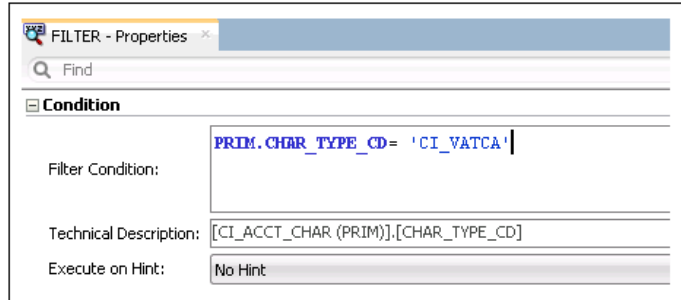 FILTER - Properties
Find
Condition
PRIM.CHAR_TYPE_CD= 'CI_VATCA'
Filter Condition:
Technical Description: [CI_ACCT_CHAR (PRIM)].[CHAR_TYPE_CD]
Execute on Hint: No Hint